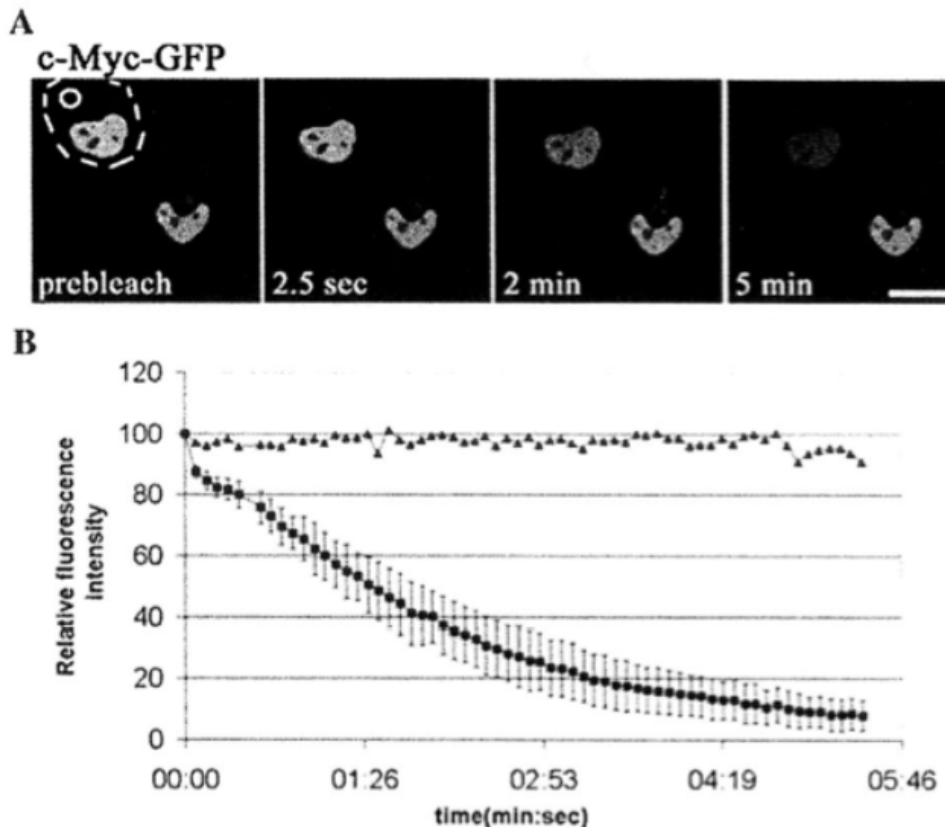 A
c-Myc-GFP
prebleach
2.5 sec
2 min
5 min
B
Relative fluorescence
intensity
120
100
80
60
40
20
0
00:00
01:26
02:53
04:19
05:46
time(min:sec)